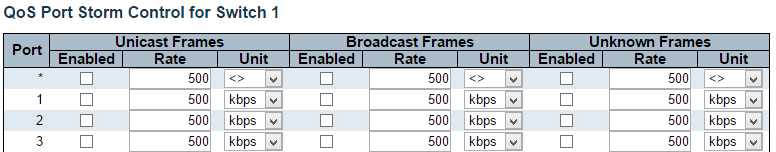 QoS Port Storm Control for Switch 1
Port Unicast Frames Broadcast Frames Unknown Frames
Enabled Rate Unit Enabled Rate Unit Enabled Rate Unit
* 500 <> 500 <> 500 <>
1 500 kbps 500 kbps 500 kbps
2 500 kbps 500 kbps 500 kbps
3 500 kbps 500 kbps 500 kbps